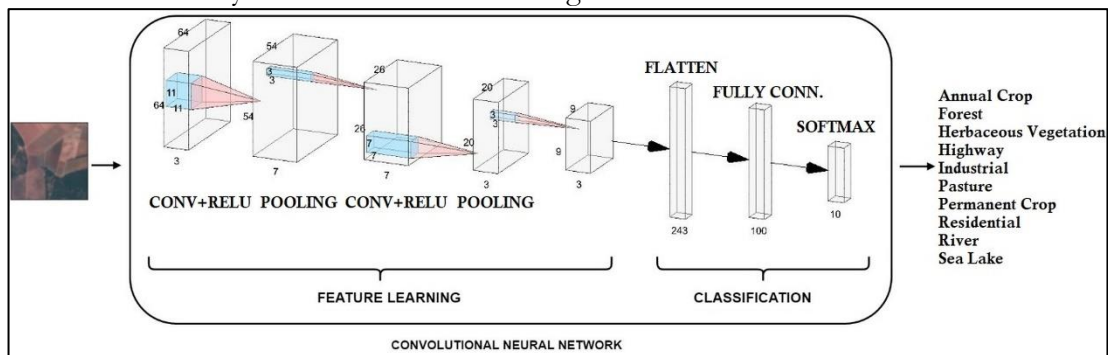 64
64
3
11
11
54
54
7
3
3
26
26
7
7
7
20
20
3
3
3
9
9
3
CONV+RELU POOLING CONV+RELU POOLING
FEATURE LEARNING
FLATTEN
243
FULLY CONN.
100
SOFTMAX
10
CLASSIFICATION
Annual Crop
Forest
Herbaceous Vegetation
Highway
Industrial
Pasture
Permanent Crop
Residential
River
Sea Lake
CONVOLUTIONAL NEURAL NETWORK